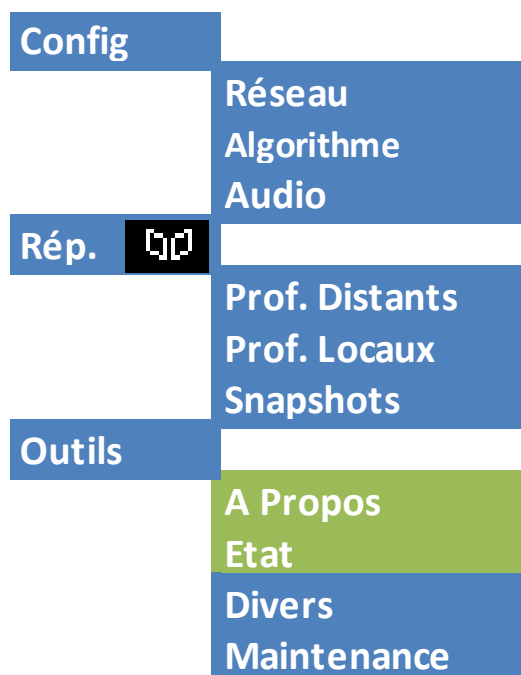 Config
Réseau
Algorithme
Audio
Rép.
Prof. Distants
Prof. Locaux
Snapshots
Outils
A Propos
Etat
Divers
Maintenance